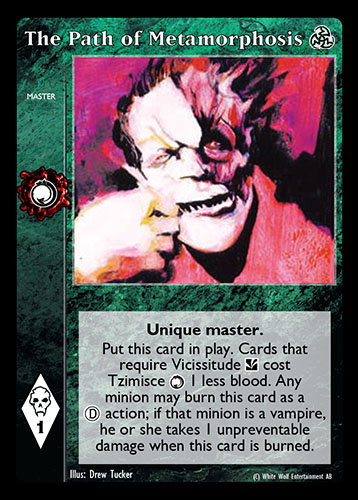 The Path of Metamorphosis
MASTER
Unique master.
Put this card in play. Cards that
require Vicissitude cost
Tzimisce 1 less blood. Any
minion may burn this card as a
D action; if that minion is a vampire,
he or she takes 1 unpreventable
damage when this card is burned.
1
Illus: Drew Tucker
(C) White Wolf Entertainment AB